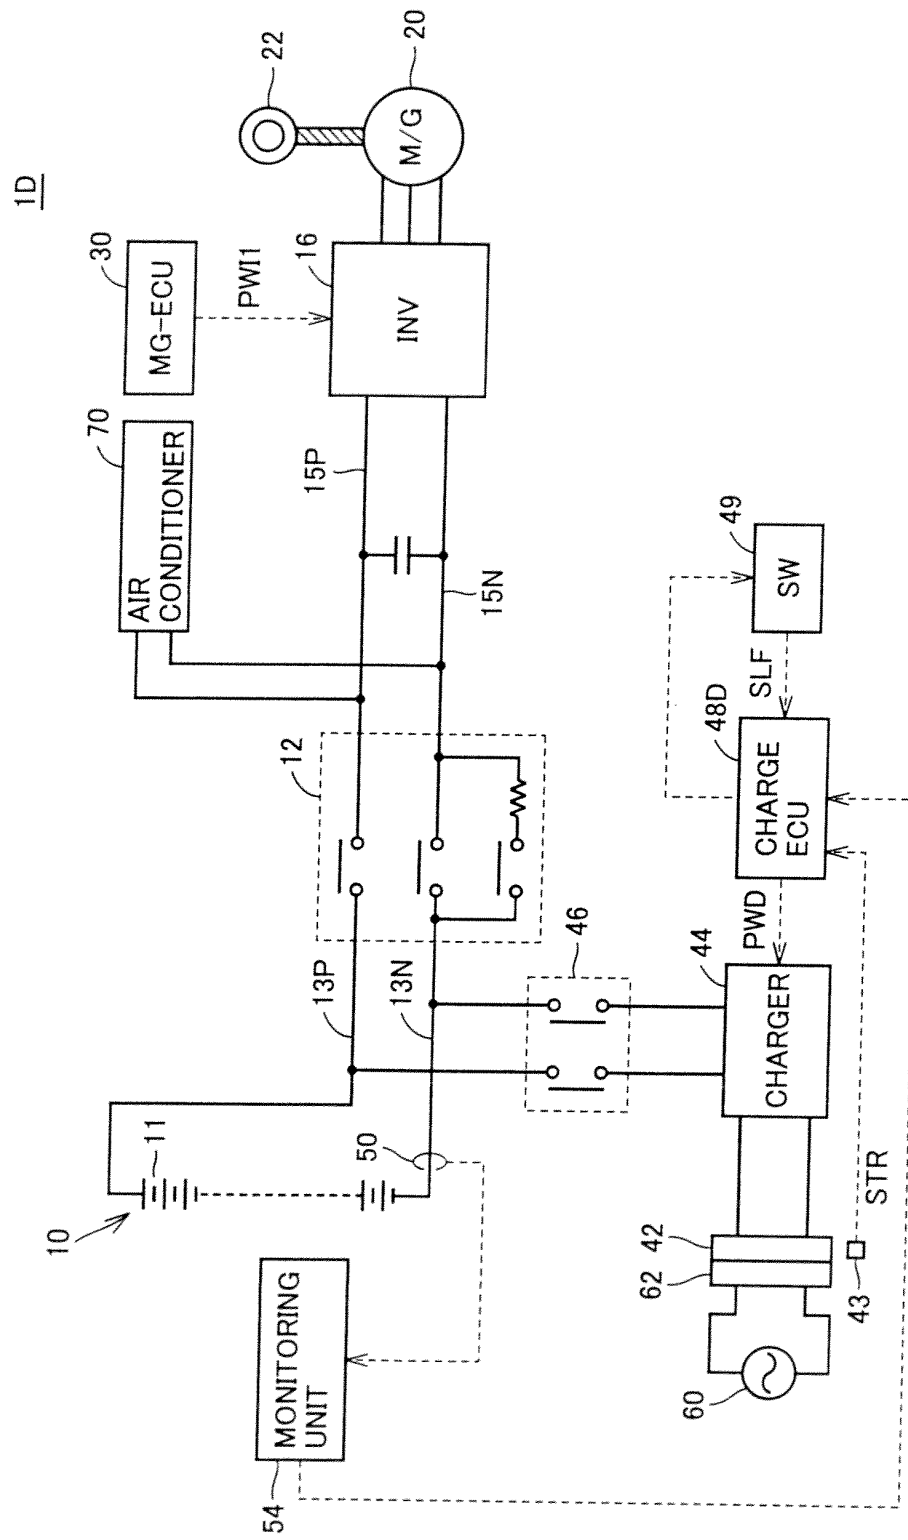 1D
10
11
50
MONITORING
UNIT
54
60
62
42
43
STR
13P
13N
12
46
44
CHARGER
PWD
CHARGE
ECU
48D
SLF
SW
49
AIR
CONDITIONER
70
15P
15N
MG-ECU
30
PWI1
INV
16
M/G
20
22